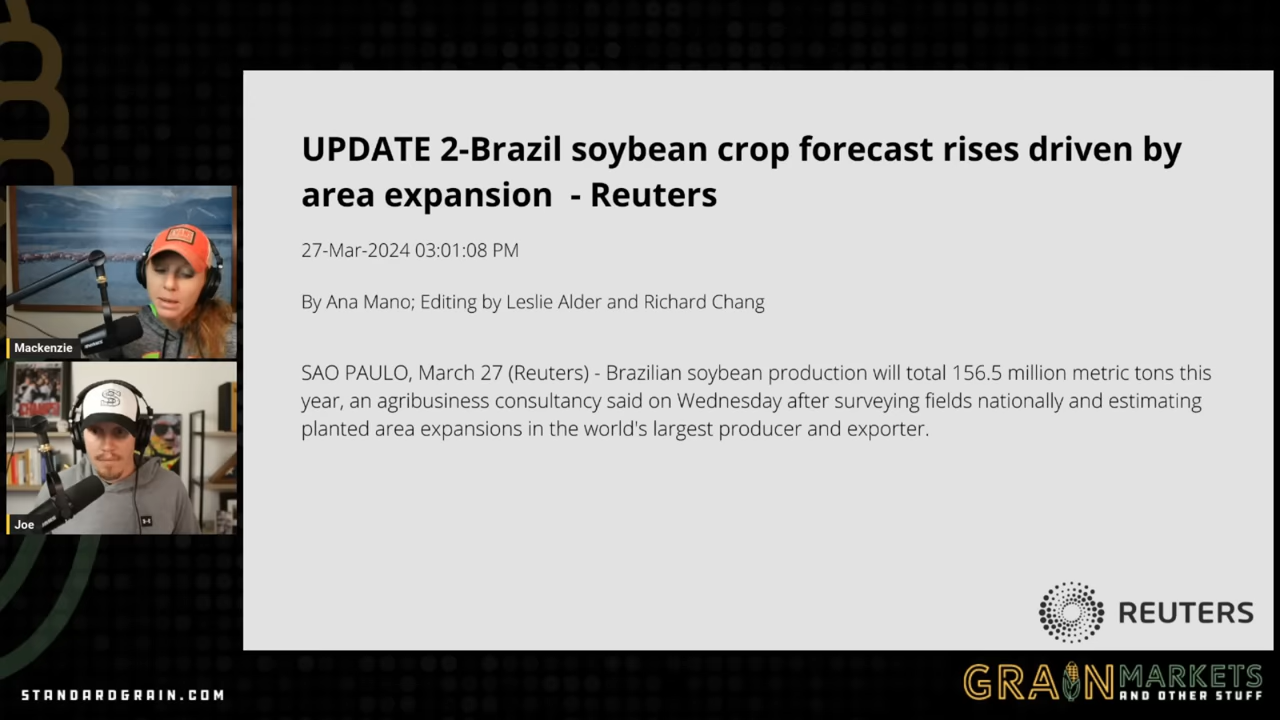 UPDATE 2-Brazil soybean crop forecast rises driven by
area expansion - Reuters
27-Mar-2024 03:01:08 PM
By Ana Mano; Editing by Leslie Alder and Richard Chang
SAO PAULO, March 27 (Reuters) - Brazilian soybean production will total 156.5 million metric tons this
year, an agribusiness consultancy said on Wednesday after surveying fields nationally and estimating
planted area expansions in the world's largest producer and exporter.
Mackenzie
Joe
REUTERS
STANDARDGRAIN.COM
GRAIN MARKETS
AND OTHER STUFF